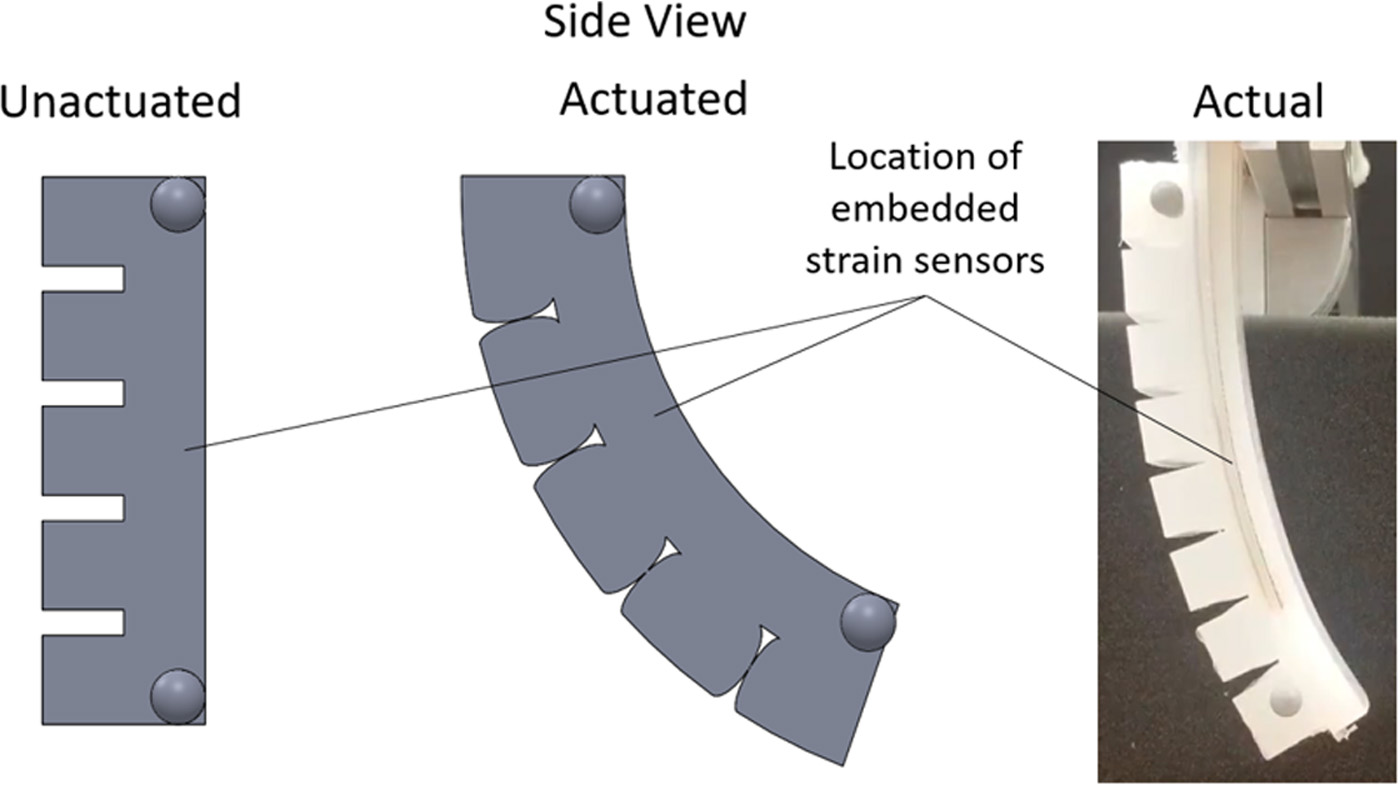 Side View
Unactuated
Actuated
Actual
Location of
embedded
strain sensors